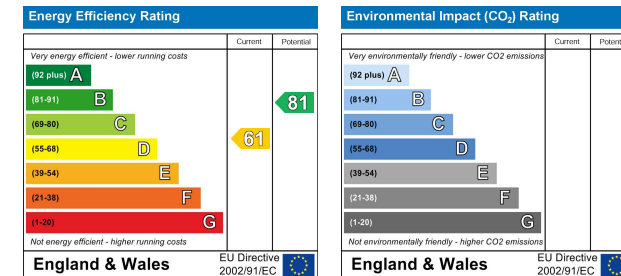 Energy Efficiency Rating
Current Potential
Very energy efficient - lower running costs
(92 plus) A
(81-91) B
81
(69-80) C
61
(55-68) D
(39-54) E
(21-38) F
(1-20) G
Not energy efficient - higher running costs
England & Wales
EU Directive
2002/91/EC
Environmental Impact (CO₂) Rating
Current Potent
Very environmentally friendly - lower CO2 emissions
(92 plus) A
(81-91) B
(69-80) C
(55-68) D
(39-54) E
(21-38) F
(1-20) G
Not environmentally friendly - higher CO2 emissions
England & Wales
EU Directive
2002/91/EC